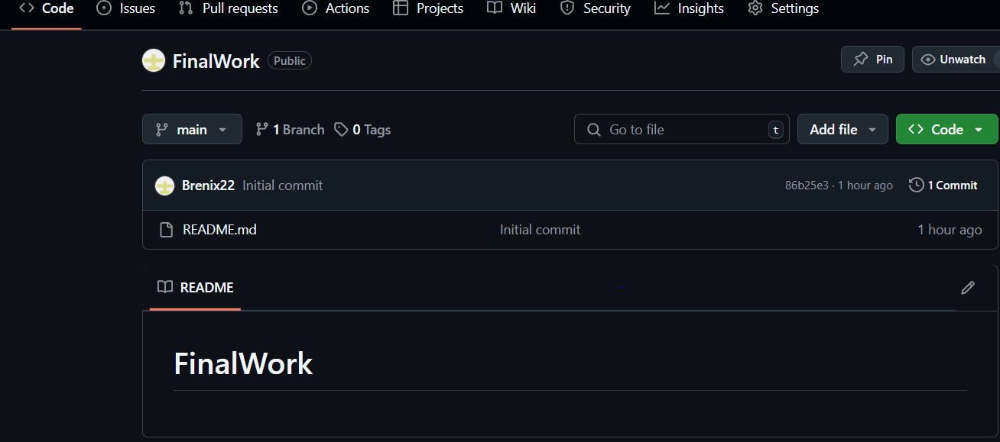 Code Issues Pull requests Actions Projects Wiki Security Insights Settings
FinalWork Public Pin Unwatch
main 1 Branch 0 Tags Go to file t Add file Code
Brenix22 Initial commit 86b25e3 · 1 hour ago 1 Commit
README.md Initial commit 1 hour ago
README
FinalWork